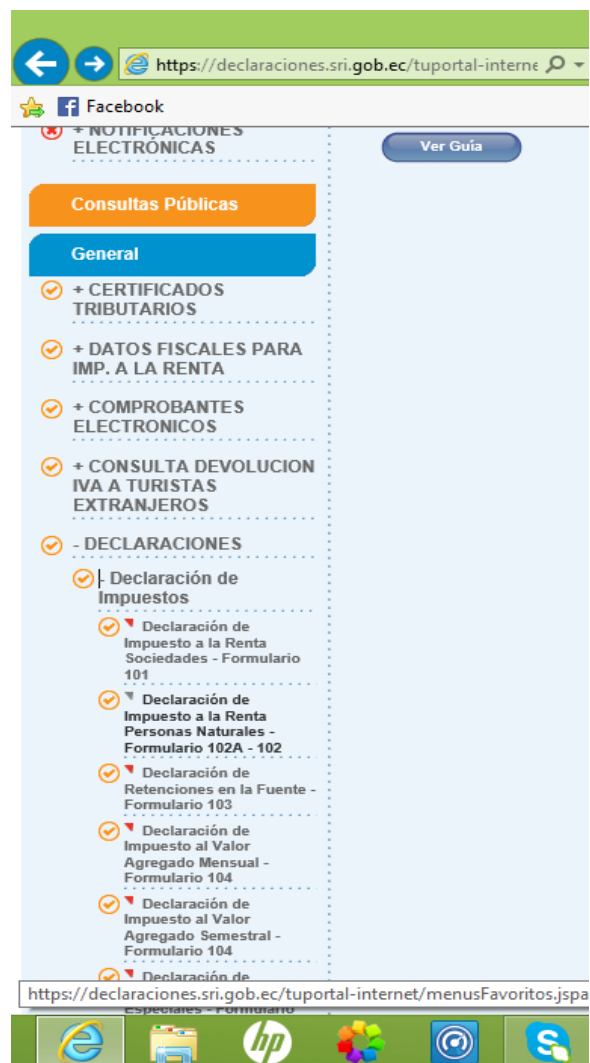 https://declaraciones.sri.gob.ec/tuportal-interne
Facebook
+ NOTIFICACIONES
ELECTRÓNICAS
Ver Guía
Consultas Públicas
General
+ CERTIFICADOS
TRIBUTARIOS
+ DATOS FISCALES PARA
IMP. A LA RENTA
+ COMPROBANTES
ELECTRONICOS
+ CONSULTA DEVOLUCION
IVA A TURISTAS
EXTRANJEROS
- DECLARACIONES
- Declaración de
Impuestos
Declaración de
Impuesto a la Renta
Sociedades - Formulario
101
Declaración de
Impuesto a la Renta
Personas Naturales -
Formulario 102A - 102
Declaración de
Retenciones en la Fuente -
Formulario 103
Declaración de
Impuesto al Valor
Agregado Mensual -
Formulario 104
Declaración de
Impuesto al Valor
Agregado Semestral -
Formulario 104
Declaración de
https://declaraciones.sri.gob.ec/tuportal-internet/menusFavoritos.jspa
Especiales - Formulario
hp